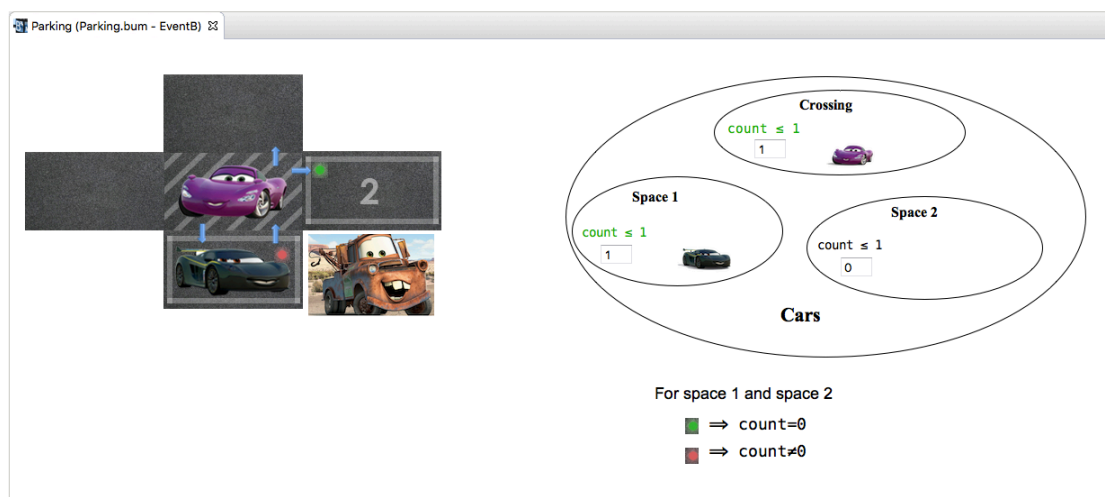 Parking (Parking.bum - EventB)
2
Crossing
count ≤ 1
1
Space 1
count ≤ 1
1
Space 2
count ≤ 1
0
Cars
For space 1 and space 2
⇒ count=0
⇒ count≠0